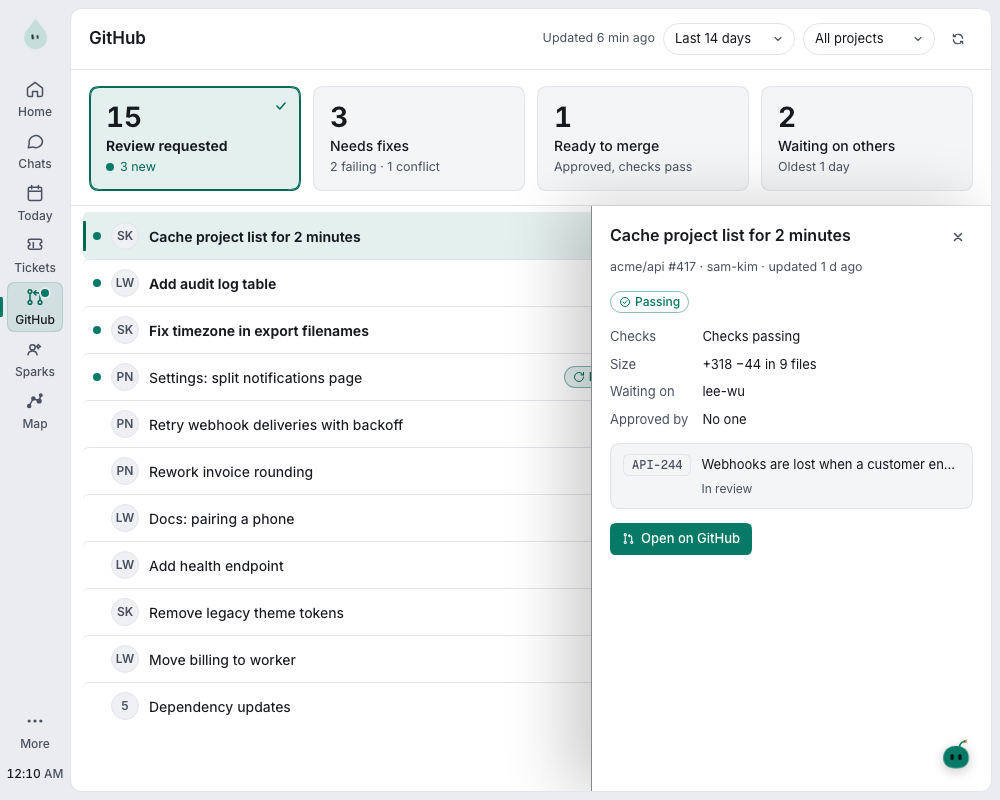 GitHub
Updated 6 min ago
Last 14 days
All projects
Home
Chats
Today
Tickets
GitHub
Sparks
Map
More
12:10 AM
15
Review requested
3 new
3
Needs fixes
2 failing · 1 conflict
1
Ready to merge
Approved, checks pass
2
Waiting on others
Oldest 1 day
SK Cache project list for 2 minutes
LW Add audit log table
SK Fix timezone in export filenames
PN Settings: split notifications page
PN Retry webhook deliveries with backoff
PN Rework invoice rounding
LW Docs: pairing a phone
LW Add health endpoint
SK Remove legacy theme tokens
LW Move billing to worker
5 Dependency updates
Cache project list for 2 minutes
acme/api #417 · sam-kim · updated 1 d ago
Passing
Checks Checks passing
Size +318 −44 in 9 files
Waiting on lee-wu
Approved by No one
API-244 Webhooks are lost when a customer en...
In review
Open on GitHub